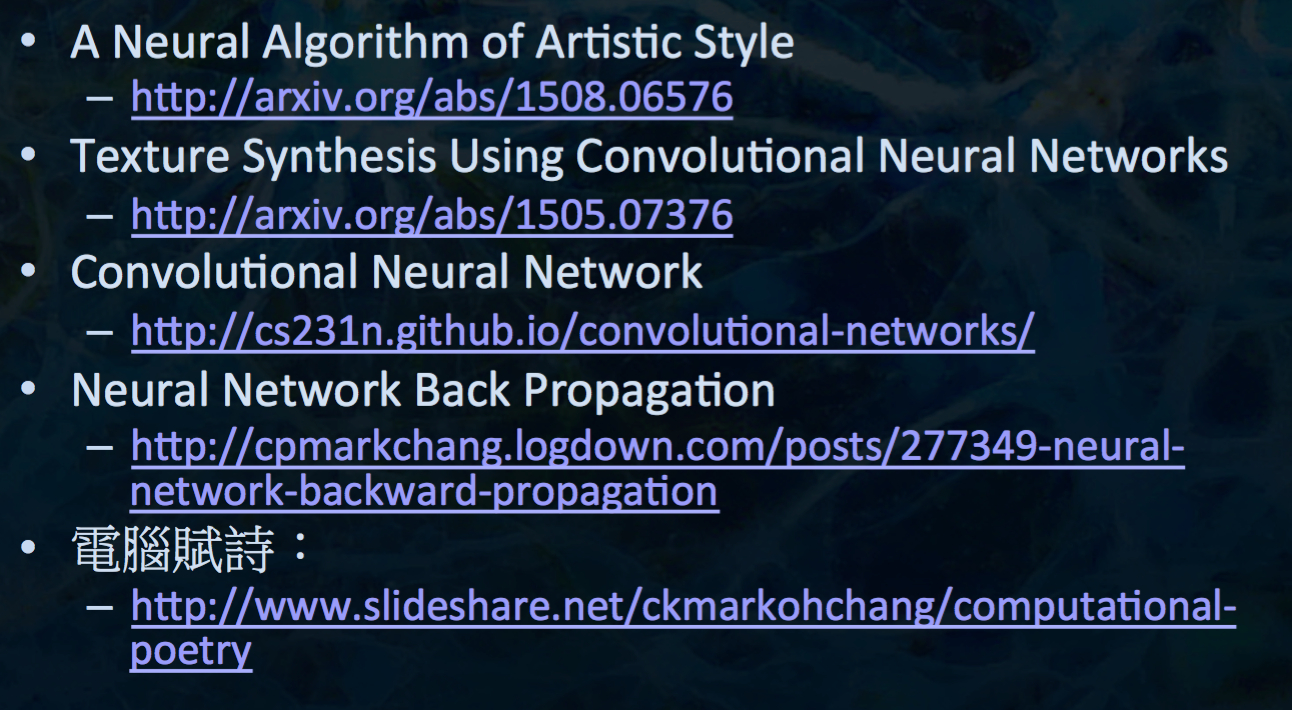 • A Neural Algorithm of Artistic Style
– http://arxiv.org/abs/1508.06576
• Texture Synthesis Using Convolutional Neural Networks
– http://arxiv.org/abs/1505.07376
• Convolutional Neural Network
– http://cs231n.github.io/convolutional-networks/
• Neural Network Back Propagation
– http://cpmarkchang.logdown.com/posts/277349-neural-
network-backward-propagation
• 電腦賦詩：
– http://www.slideshare.net/ckmarkohchang/computational-
poetry